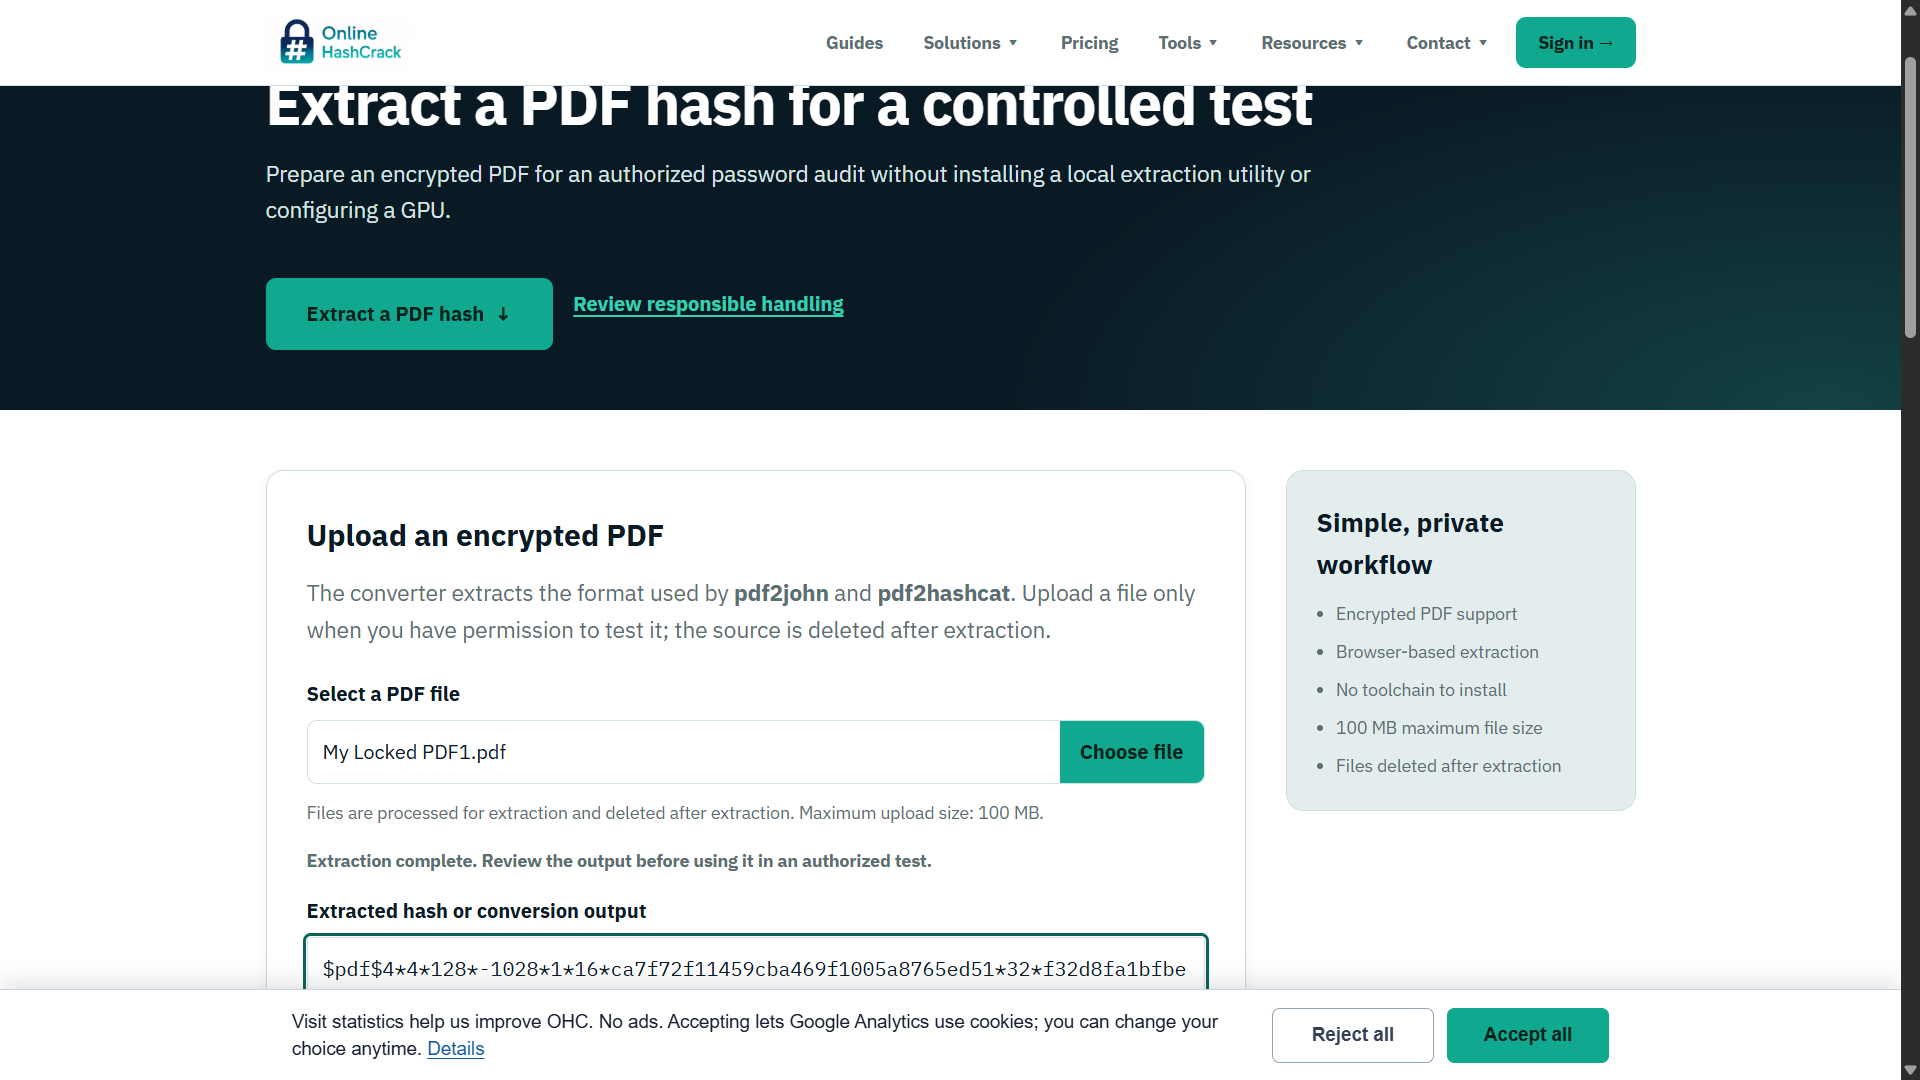 Online
HashCrack
Guides
Solutions
Pricing
Tools
Resources
Contact
Sign in →
Extract a PDF hash for a controlled test
Prepare an encrypted PDF for an authorized password audit without installing a local extraction utility or
configuring a GPU.
Extract a PDF hash ↓
Review responsible handling
Upload an encrypted PDF
The converter extracts the format used by pdf2john and pdf2hashcat. Upload a file only
when you have permission to test it; the source is deleted after extraction.
Select a PDF file
My Locked PDF1.pdf
Choose file
Files are processed for extraction and deleted after extraction. Maximum upload size: 100 MB.
Extraction complete. Review the output before using it in an authorized test.
Extracted hash or conversion output
$pdf$4*4*128*-1028*1*16*ca7f72f11459cba469f1005a8765ed51*32*f32d8fa1bfbe
Simple, private
workflow
• Encrypted PDF support
• Browser-based extraction
• No toolchain to install
• 100 MB maximum file size
• Files deleted after extraction
Visit statistics help us improve OHC. No ads. Accepting lets Google Analytics use cookies; you can change your
choice anytime. Details
Reject all
Accept all